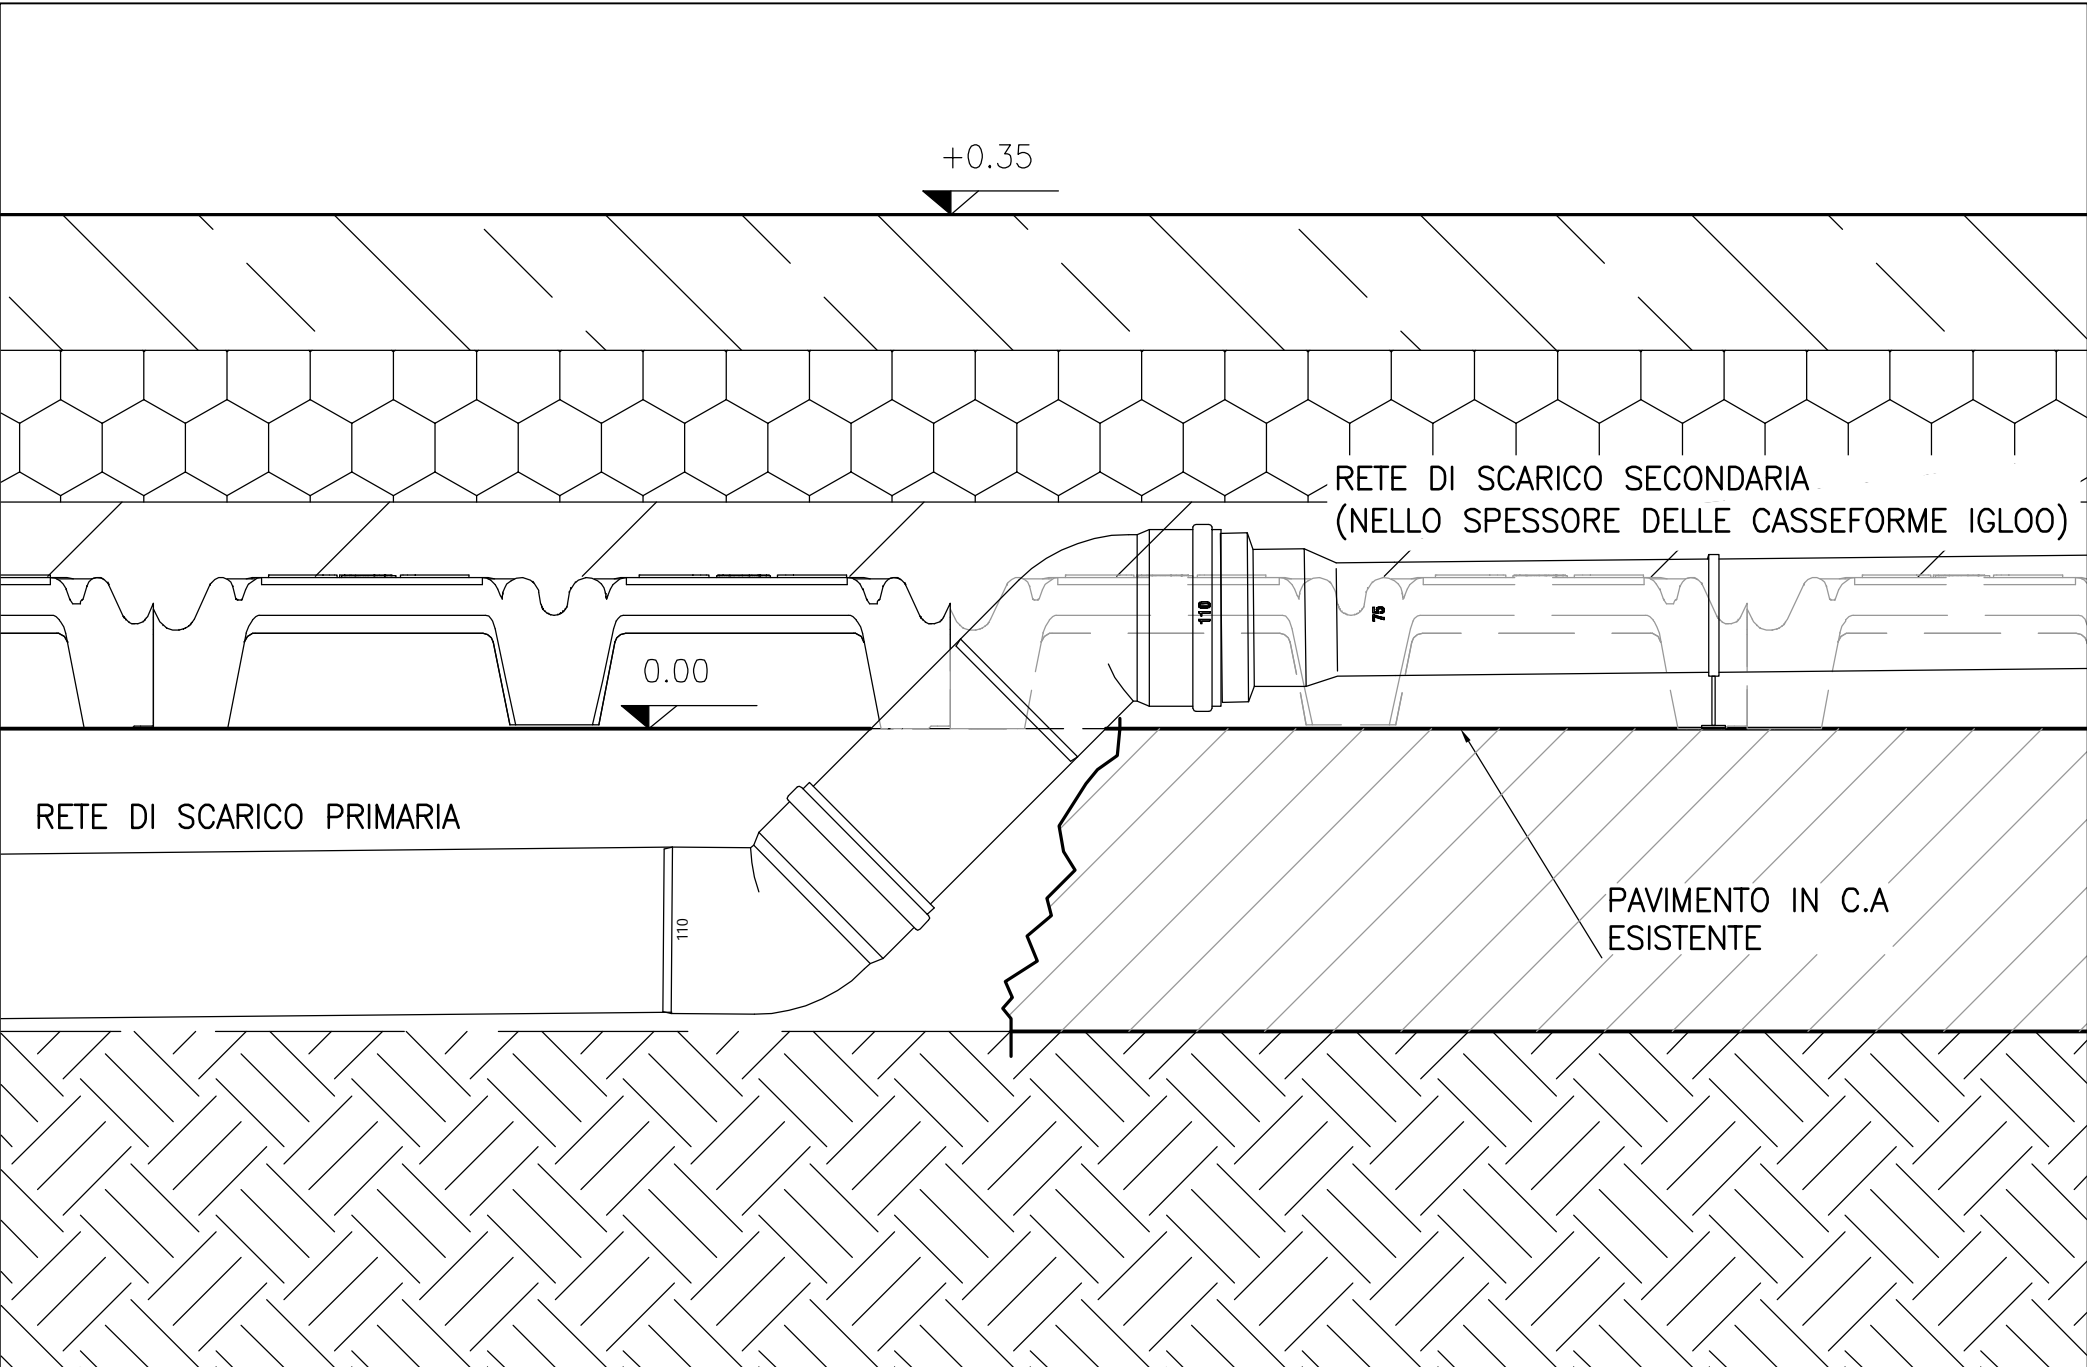 +0.35
RETE DI SCARICO SECONDARIA
(NELLO SPESSORE DELLE CASSEFORME IGLOO)
110
75
0.00
RETE DI SCARICO PRIMARIA
110
PAVIMENTO IN C.A
ESISTENTE